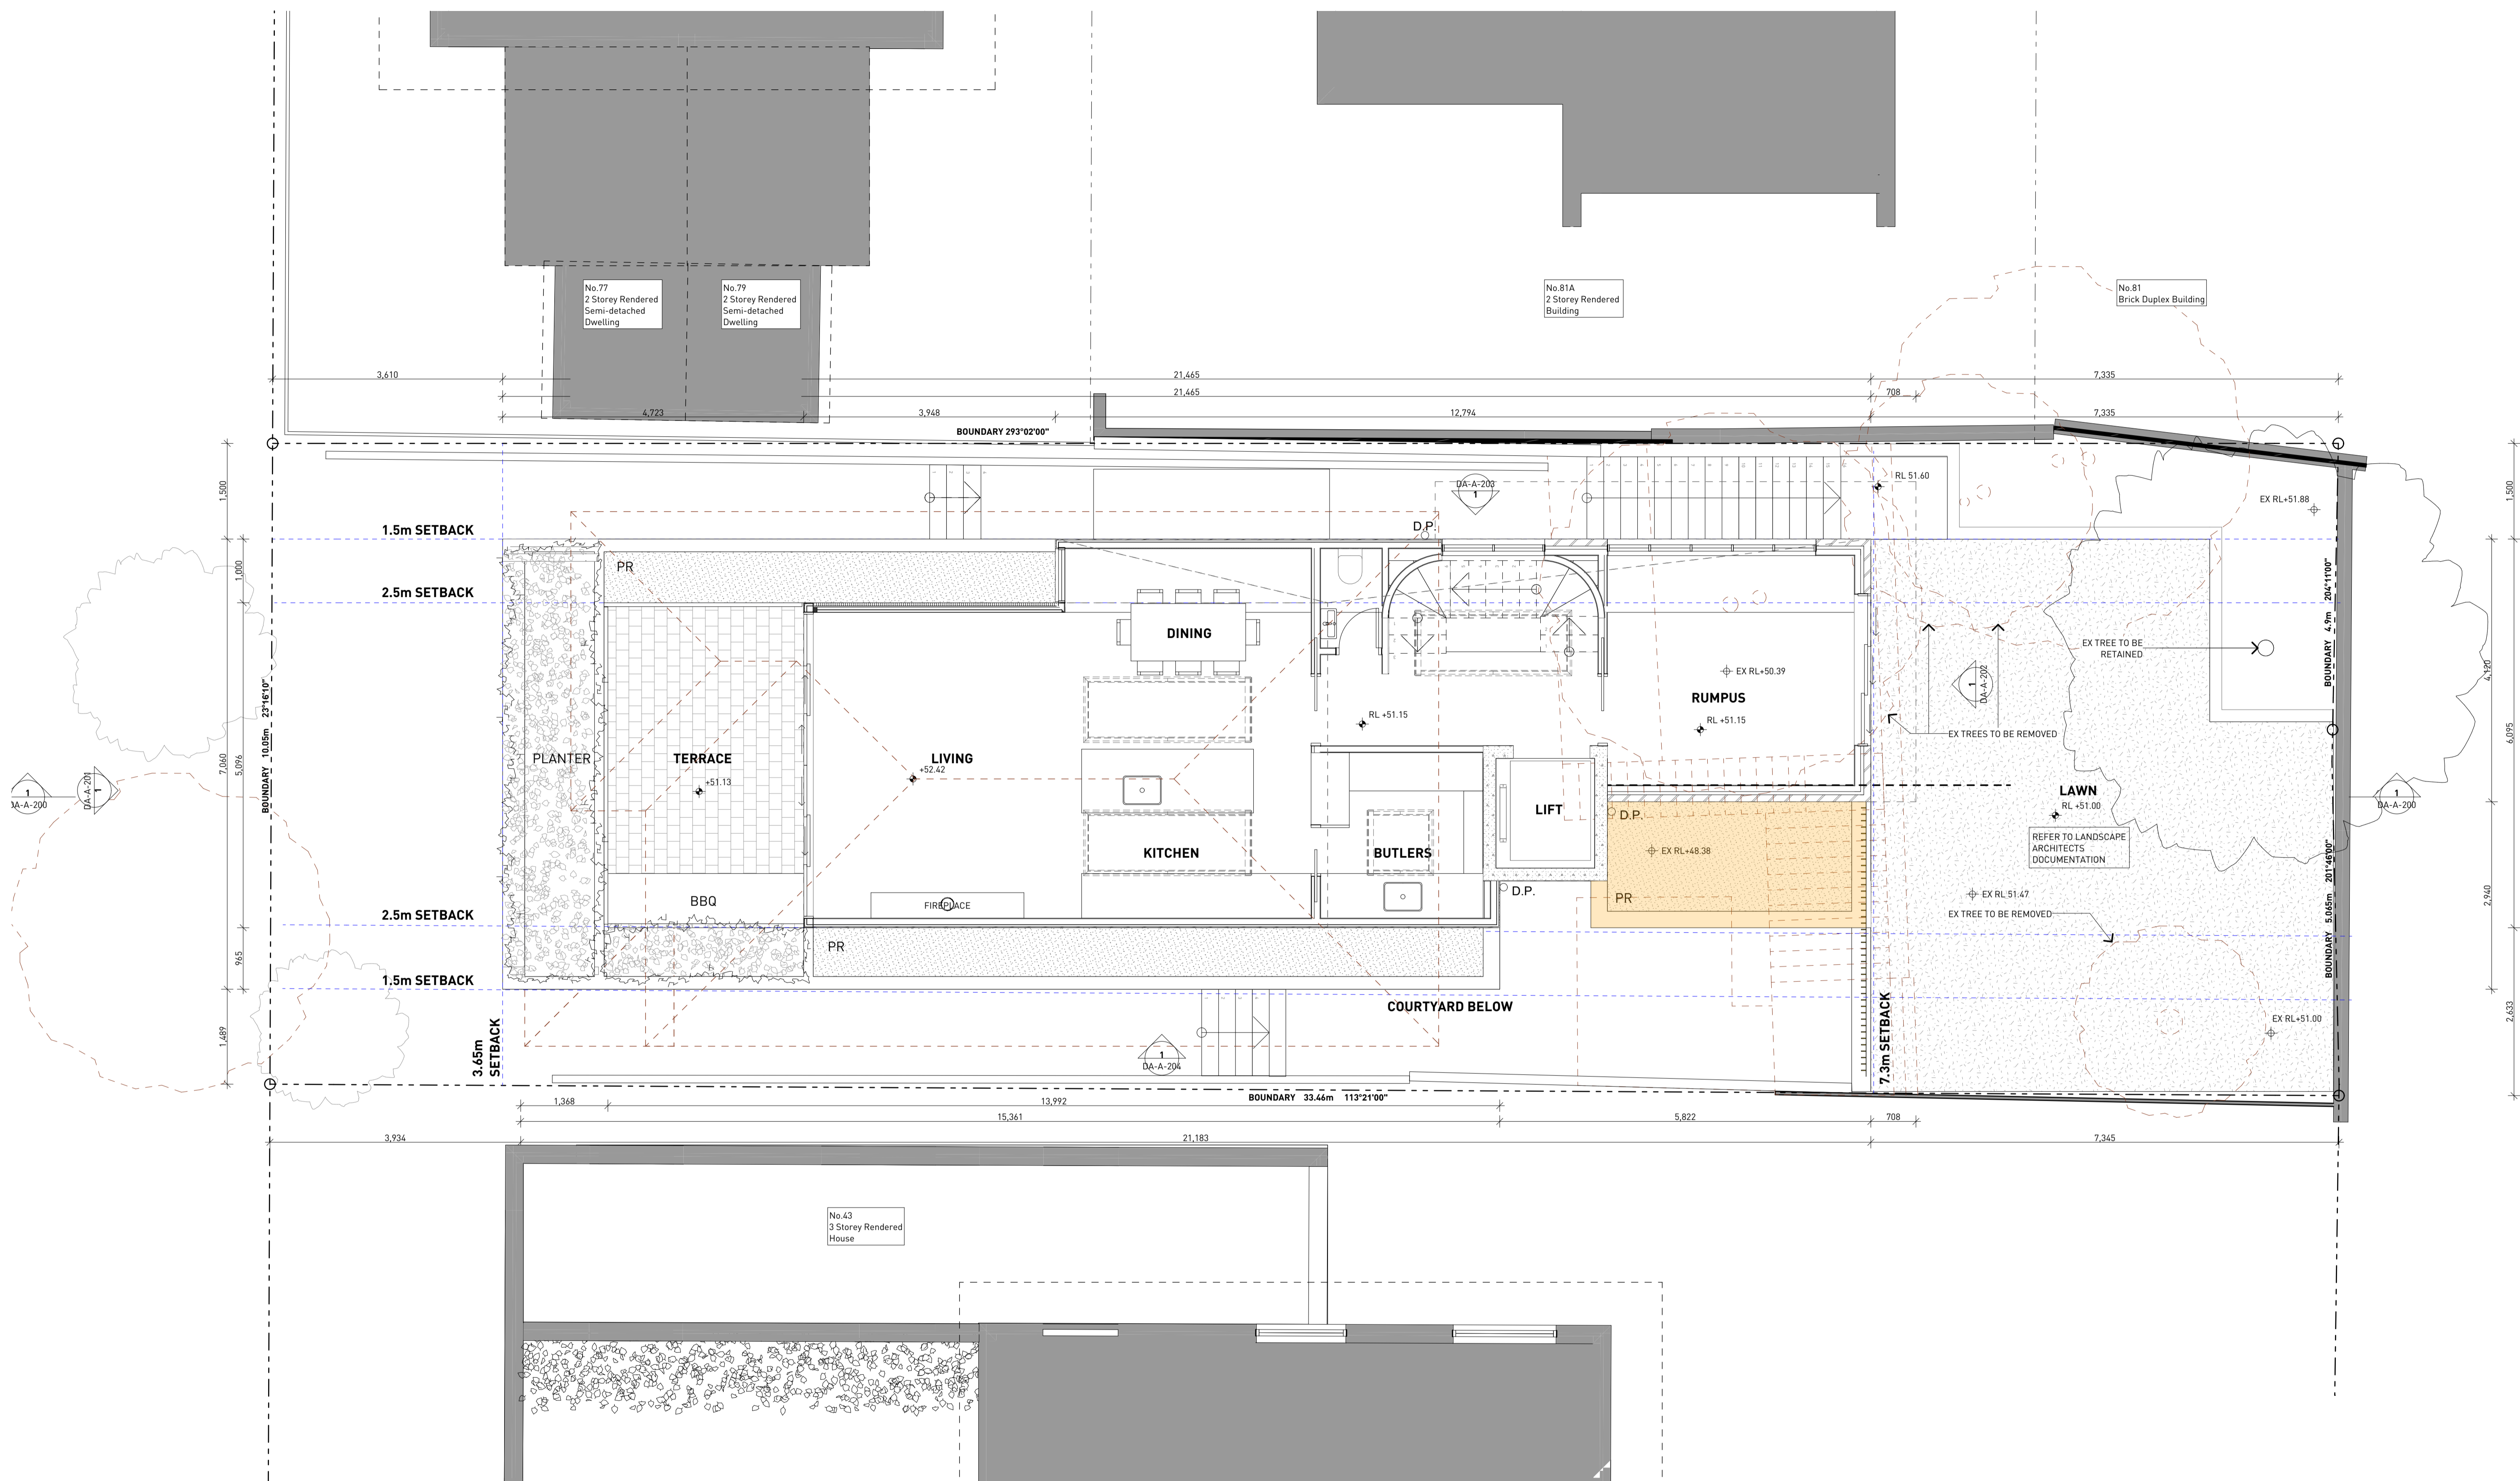 No.77
2 Storey Rendered
Semi-detached
Dwelling
No.79
2 Storey Rendered
Semi-detached
Dwelling
No.81A
2 Storey Rendered
Building
No.81
Brick Duplex Building
3,610
21,465
7,335
21,465
708
4,723
3,948
12,794
7,335
BOUNDARY 293°02'00"
RL 51.60
DA-A-203
1
EX RL+51.88
1,500
1,500
1.5m SETBACK
D.P.
PR
1,000
2.5m SETBACK
BOUNDARY 4.9m 204°11'00"
DINING
EX TREE TO BE
RETAINED
4,120
EX RL+50.39
1
DA-A-202
RUMPUS
BOUNDARY 10.05m 23°16'10"
RL +51.15
RL +51.15
EX TREES TO BE REMOVED
6,095
7,060
5,096
PLANTER
TERRACE
LIVING
+52.42
+51.13
1
DA-A-200
DA-A-201
1
LAWN
RL +51.00
1
DA-A-200
LIFT
D.P.
REFER TO LANDSCAPE
ARCHITECTS
DOCUMENTATION
KITCHEN
BUTLERS
EX RL+48.38
D.P.
EX RL 51.47
PR
BBQ
FIREPLACE
EX TREE TO BE REMOVED
2,940
2.5m SETBACK
BOUNDARY 5.065m 201°46'00"
965
PR
1.5m SETBACK
COURTYARD BELOW
EX RL+51.00
2,633
1,489
3.65m
SETBACK
7.3m SETBACK
1
DA-A-204
1,368
13,992
BOUNDARY 33.46m 113°21'00"
15,361
5,822
708
3,934
21,183
7,345
No.43
3 Storey Rendered
House